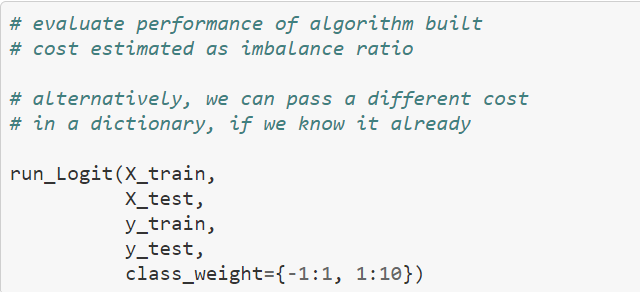 # evaluate performance of algorithm built
# cost estimated as imbalance ratio
# alternatively, we can pass a different cost
# in a dictionary, if we know it already
run_Logit(X_train,
X_test,
y_train,
y_test,
class_weight={-1:1, 1:10})